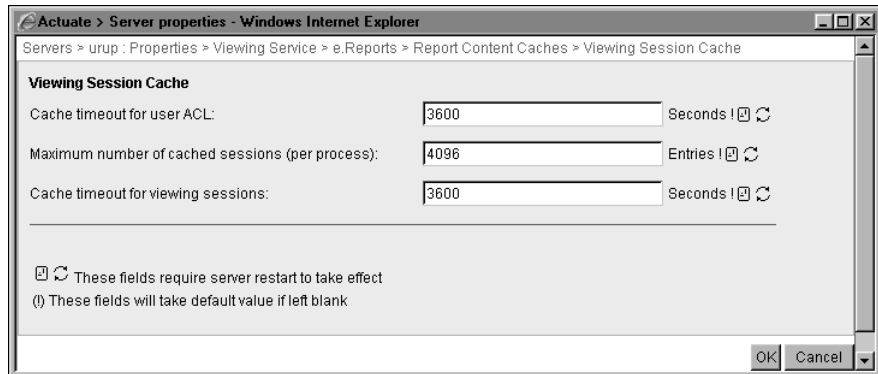 Actuate > Server properties - Windows Internet Explorer
Servers > urup : Properties > Viewing Service > e.Reports > Report Content Caches > Viewing Session Cache
Viewing Session Cache
Cache timeout for user ACL: 3600 Seconds !
Maximum number of cached sessions (per process): 4096 Entries !
Cache timeout for viewing sessions: 3600 Seconds !
These fields require server restart to take effect
(!) These fields will take default value if left blank
OK Cancel